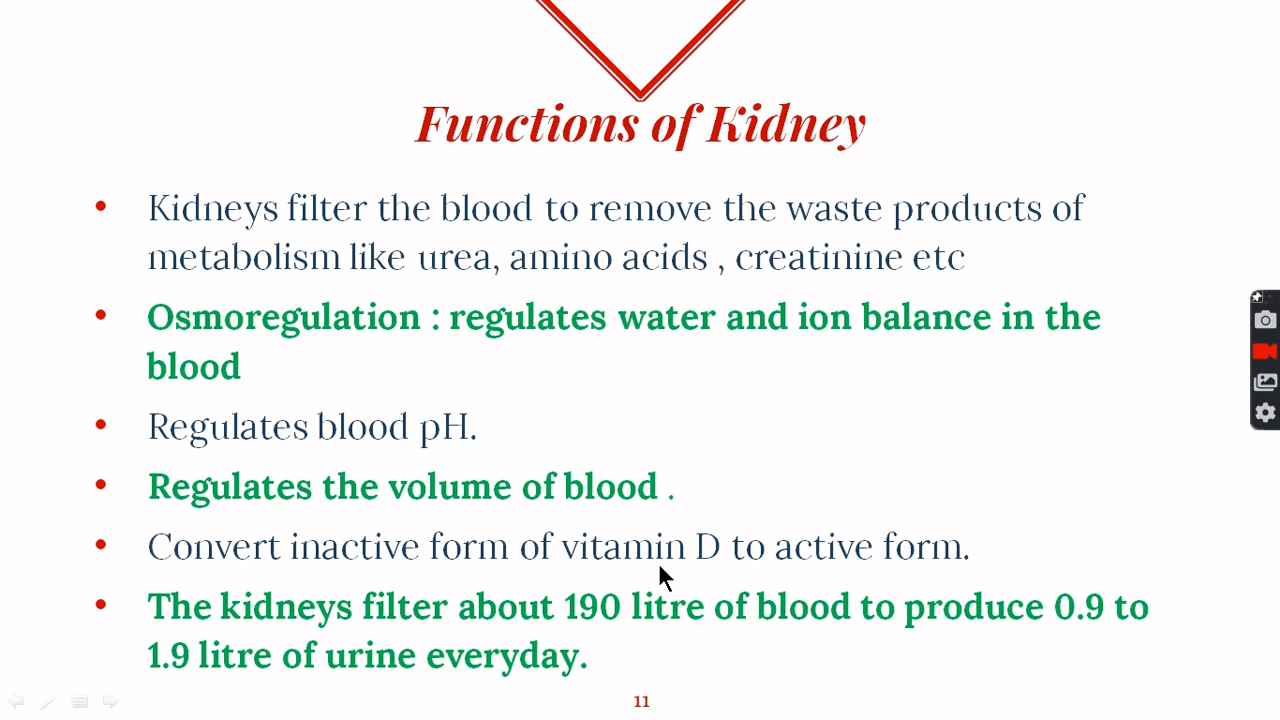 Functions of Kidney
• Kidneys filter the blood to remove the waste products of
metabolism like urea, amino acids , creatinine etc
• Osmoregulation : regulates water and ion balance in the
blood
• Regulates blood pH.
• Regulates the volume of blood .
• Convert inactive form of vitamin D to active form.
• The kidneys filter about 190 litre of blood to produce 0.9 to
1.9 litre of urine everyday.
11